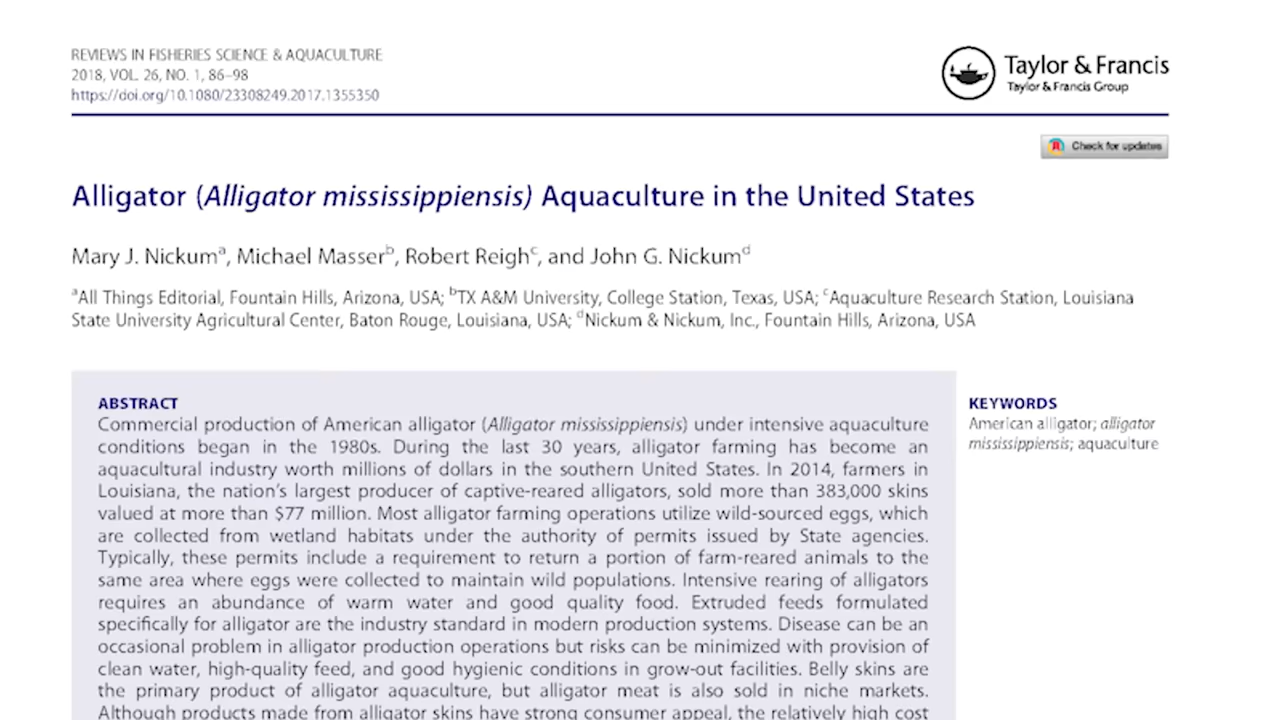 REVIEWS IN FISHERIES SCIENCE & AQUACULTURE
2018, VOL. 26, NO. 1, 86–98
https://doi.org/10.1080/23308249.2017.1355350
Taylor & Francis
Taylor & Francis Group
Check for updates
Alligator (Alligator mississippiensis) Aquaculture in the United States
Mary J. Nickumᵃ, Michael Masserᵇ, Robert Reighᶜ, and John G. Nickumᵈ
ᵃAll Things Editorial, Fountain Hills, Arizona, USA; ᵇTX A&M University, College Station, Texas, USA; ᶜAquaculture Research Station, Louisiana
State University Agricultural Center, Baton Rouge, Louisiana, USA; ᵈNickum & Nickum, Inc., Fountain Hills, Arizona, USA
ABSTRACT
Commercial production of American alligator (Alligator mississippiensis) under intensive aquaculture
conditions began in the 1980s. During the last 30 years, alligator farming has become an
aquacultural industry worth millions of dollars in the southern United States. In 2014, farmers in
Louisiana, the nation's largest producer of captive-reared alligators, sold more than 383,000 skins
valued at more than $77 million. Most alligator farming operations utilize wild-sourced eggs, which
are collected from wetland habitats under the authority of permits issued by State agencies.
Typically, these permits include a requirement to return a portion of farm-reared animals to the
same area where eggs were collected to maintain wild populations. Intensive rearing of alligators
requires an abundance of warm water and good quality food. Extruded feeds formulated
specifically for alligator are the industry standard in modern production systems. Disease can be an
occasional problem in alligator production operations but risks can be minimized with provision of
clean water, high-quality feed, and good hygienic conditions in grow-out facilities. Belly skins are
the primary product of alligator aquaculture, but alligator meat is also sold in niche markets.
Although products made from alligator skins have strong consumer appeal, the relatively high cost
KEYWORDS
American alligator; alligator
mississippiensis; aquaculture